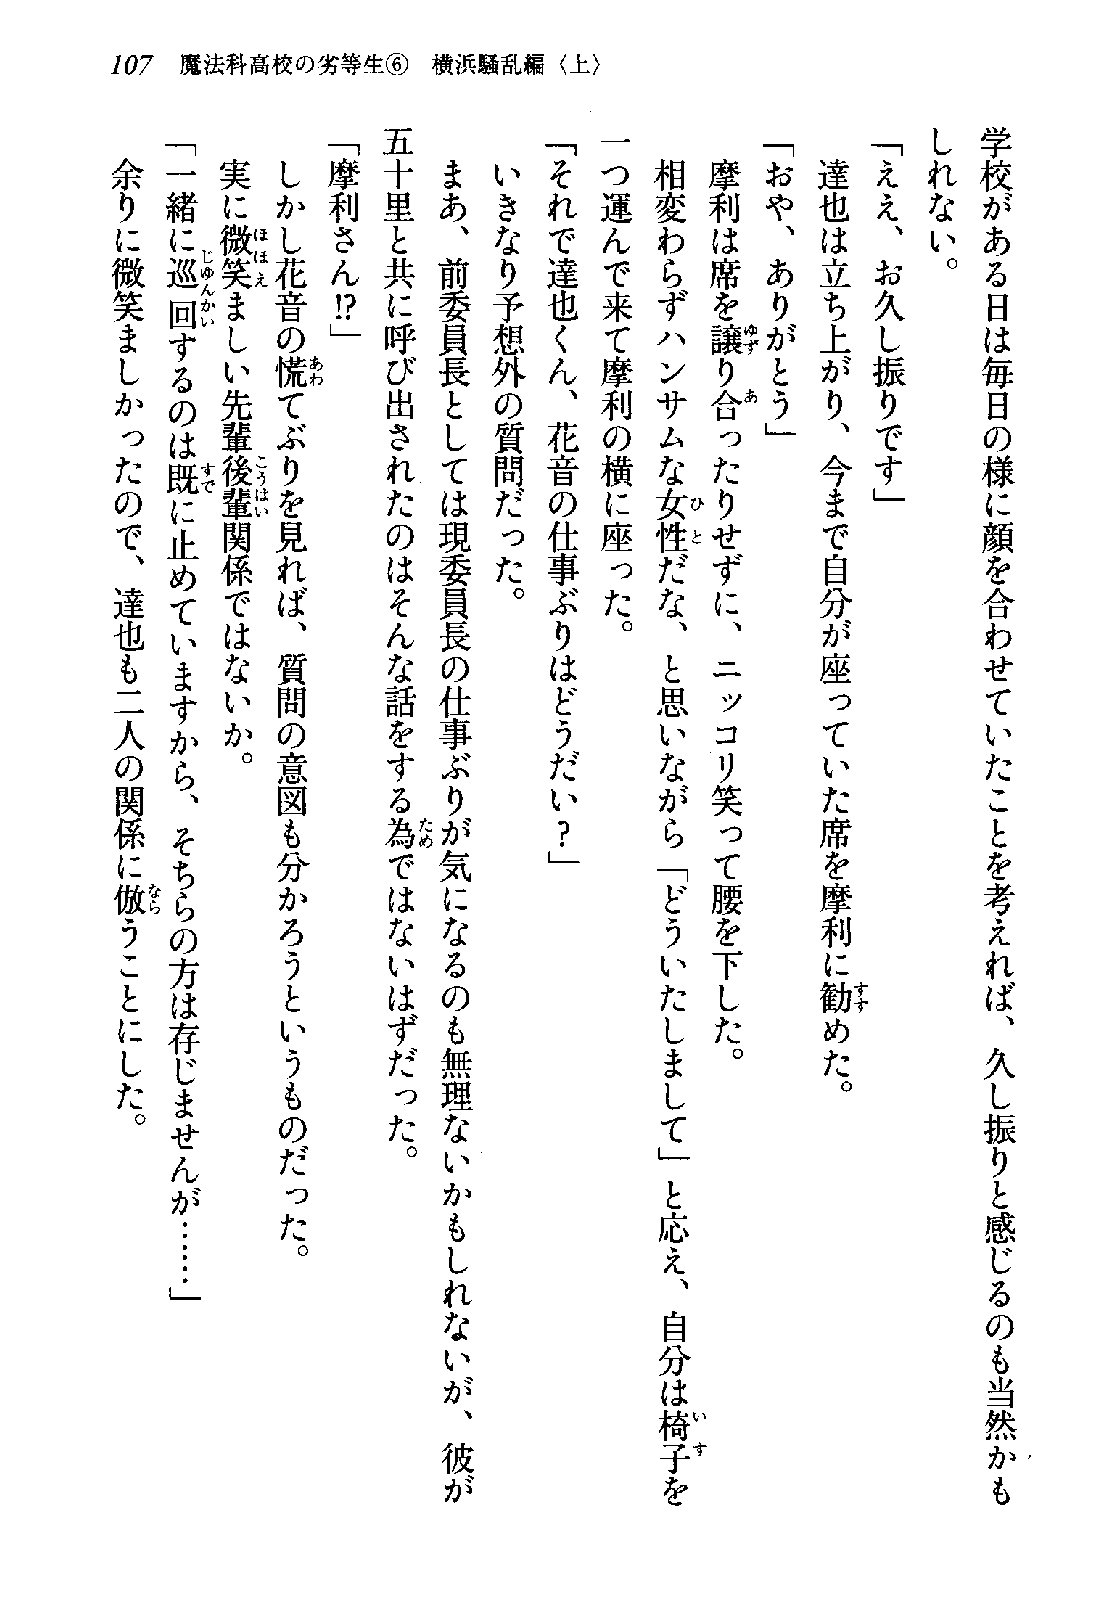 107　魔法科高校の劣等生⑥　横浜騒乱編〈上〉
学校がある日は毎日の様に顔を合わせていたことを考えれば、久し振りと感じるのも当然かも
しれない。
「ええ、お久し振りです」
　達也は立ち上がり、今まで自分が座っていた席を摩利に勧めた。
「おや、ありがとう」
　摩利は席を譲り合ったりせずに、ニッコリ笑って腰を下した。
　相変わらずハンサムな女性だな、と思いながら「どういたしまして」と応え、自分は椅子を
一つ運んで来て摩利の横に座った。
「それで達也くん、花音の仕事ぶりはどうだい？」
　いきなり予想外の質問だった。
　まあ、前委員長としては現委員長の仕事ぶりが気になるのも無理ないかもしれないが、彼が
五十里と共に呼び出されたのはそんな話をする為ではないはずだった。
「摩利さん!?」
　しかし花音の慌てぶりを見れば、質問の意図も分かろうというものだった。
　実に微笑ましい先輩後輩関係ではないか。
「一緒に巡回するのは既に止めていますから、そちらの方は存じませんが……」
　余りに微笑ましかったので、達也も二人の関係に倣うことにした。